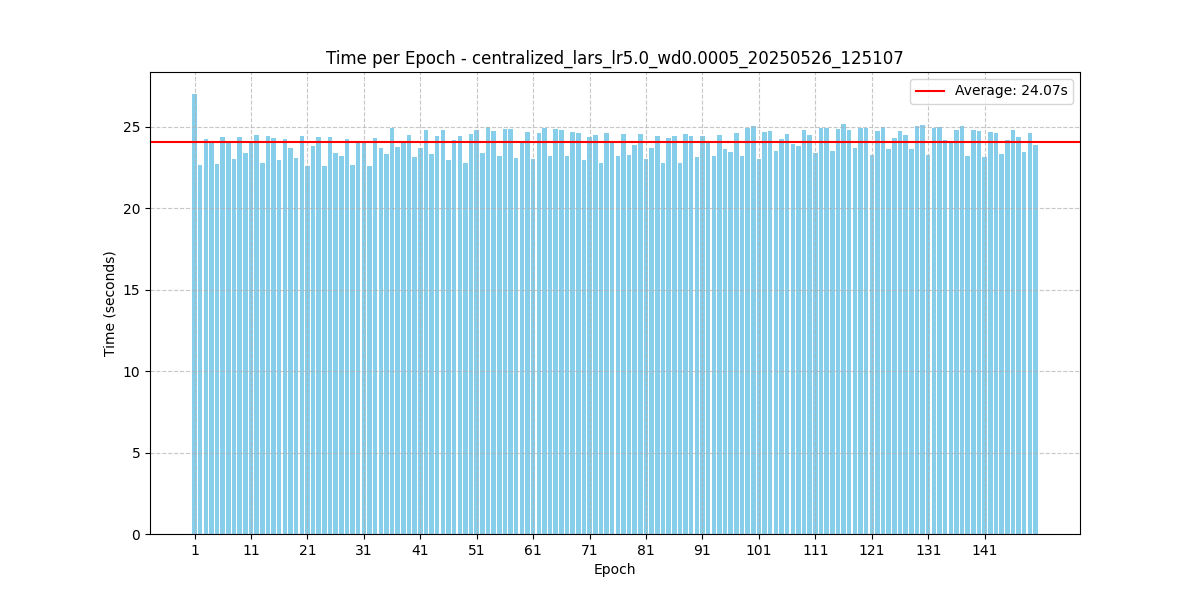 Time per Epoch - centralized_lars_lr5.0_wd0.0005_20250526_125107
Average: 24.07s
Time (seconds)
25
20
15
10
5
0
1 11 21 31 41 51 61 71 81 91 101 111 121 131 141
Epoch